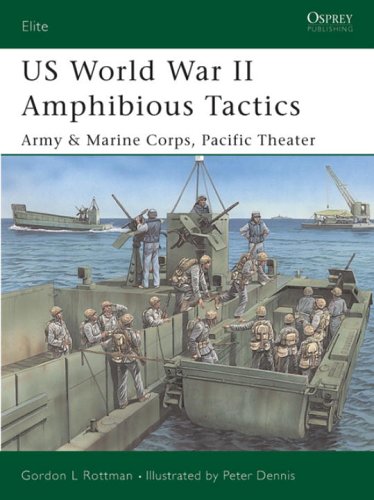 Elite
OSPREY
PUBLISHING
US World War II
Amphibious Tactics
Army & Marine Corps, Pacific Theater
Gordon L Rottman • Illustrated by Peter Dennis